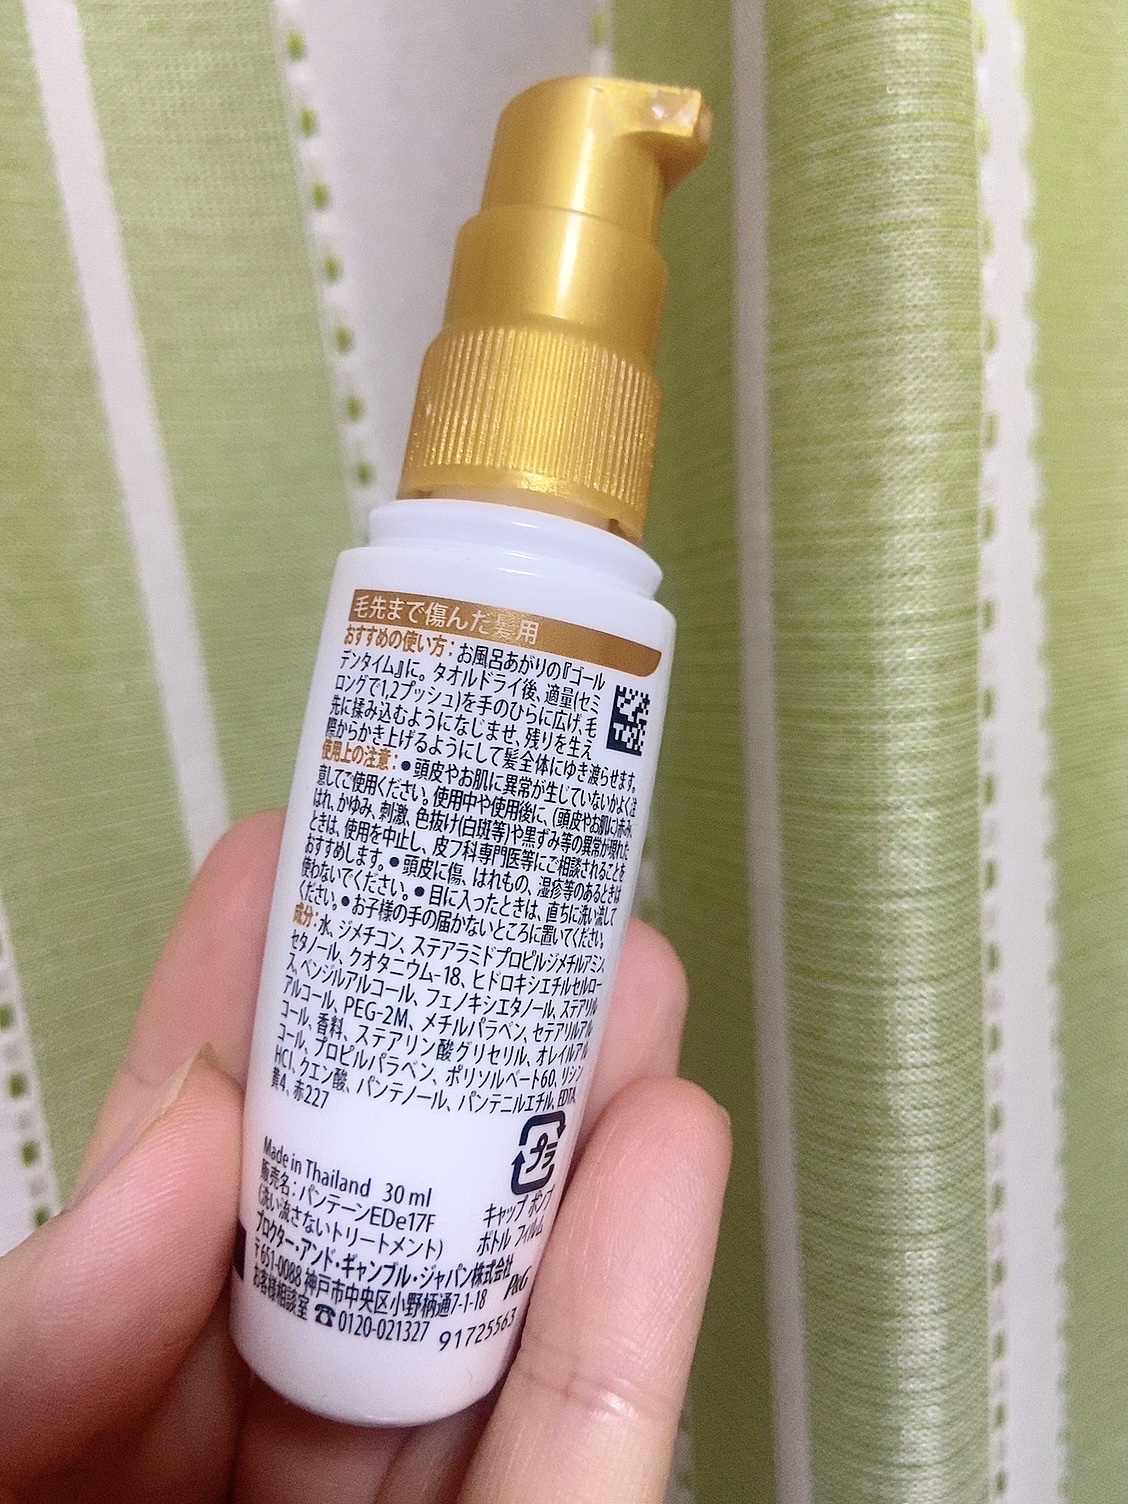 毛先まで傷んだ髪用
おすすめの使い方：お風呂あがりの『ゴール
デンタイム』に。タオルドライ後、適量(セミ
ロングで1,2プッシュ)を手のひらに広げ、毛
先に揉み込むようになじませ、残りを生え
際からかき上げるようにして髪全体にゆき渡らせます。
使用上の注意：●頭皮やお肌に異常が生じていないかよく注
意してご使用ください。使用中や使用後に、(頭皮やお肌に)赤み、
はれ、かゆみ、刺激、色抜け(白斑等)や黒ずみ等の異常が現れた
ときは、使用を中止し、皮フ科専門医等にご相談されることを
おすすめします。●頭皮に傷、はれもの、湿疹等のあるときは
使わないでください。●目に入ったときは、直ちに洗い流して
ください。●お子様の手の届かないところに置いてください。
成分：水、ジメチコン、ステアラミドプロピルジメチルアミン、
セタノール、クオタニウム-18、ヒドロキシエチルセルロー
ス、ベンジルアルコール、フェノキシエタノール、ステアリル
アルコール、PEG-2M、メチルパラベン、セテアリルアル
コール、香料、ステアリン酸グリセリル、オレイルアル
コール、プロピルパラベン、ポリソルベート60、リシン
HCl、クエン酸、パンテノール、パンテニルエチル、EDTA、
黄4、赤227
プラ
キャップ ポンプ
ボトル フィルム
Made in Thailand 30 ml
販売名：パンテーンEDe17F
(洗い流さないトリートメント)
プロクター・アンド・ギャンブル・ジャパン株式会社
〒651-0088 神戸市中央区小野柄通7-1-18 P&G
お客様相談室 ☎0120-021327
91725563